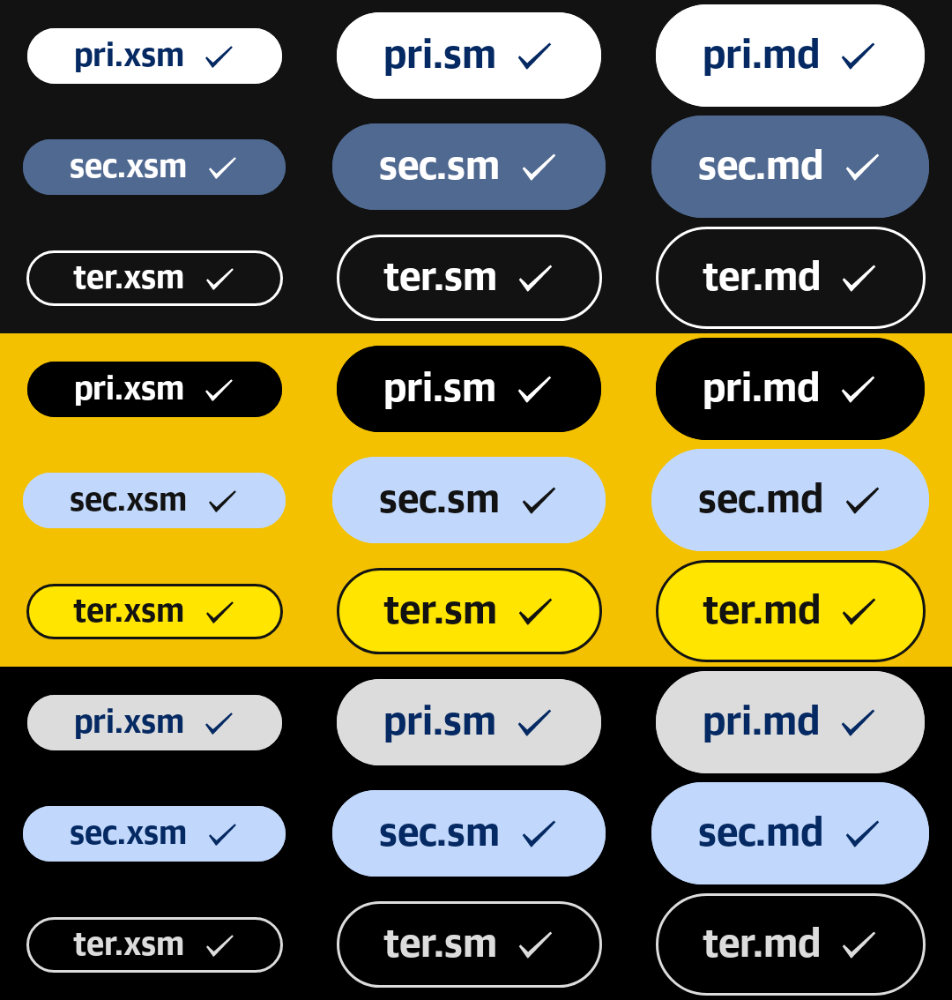 pri.xsm ✓ pri.sm ✓ pri.md ✓
sec.xsm ✓ sec.sm ✓ sec.md ✓
ter.xsm ✓ ter.sm ✓ ter.md ✓
pri.xsm ✓ pri.sm ✓ pri.md ✓
sec.xsm ✓ sec.sm ✓ sec.md ✓
ter.xsm ✓ ter.sm ✓ ter.md ✓
pri.xsm ✓ pri.sm ✓ pri.md ✓
sec.xsm ✓ sec.sm ✓ sec.md ✓
ter.xsm ✓ ter.sm ✓ ter.md ✓